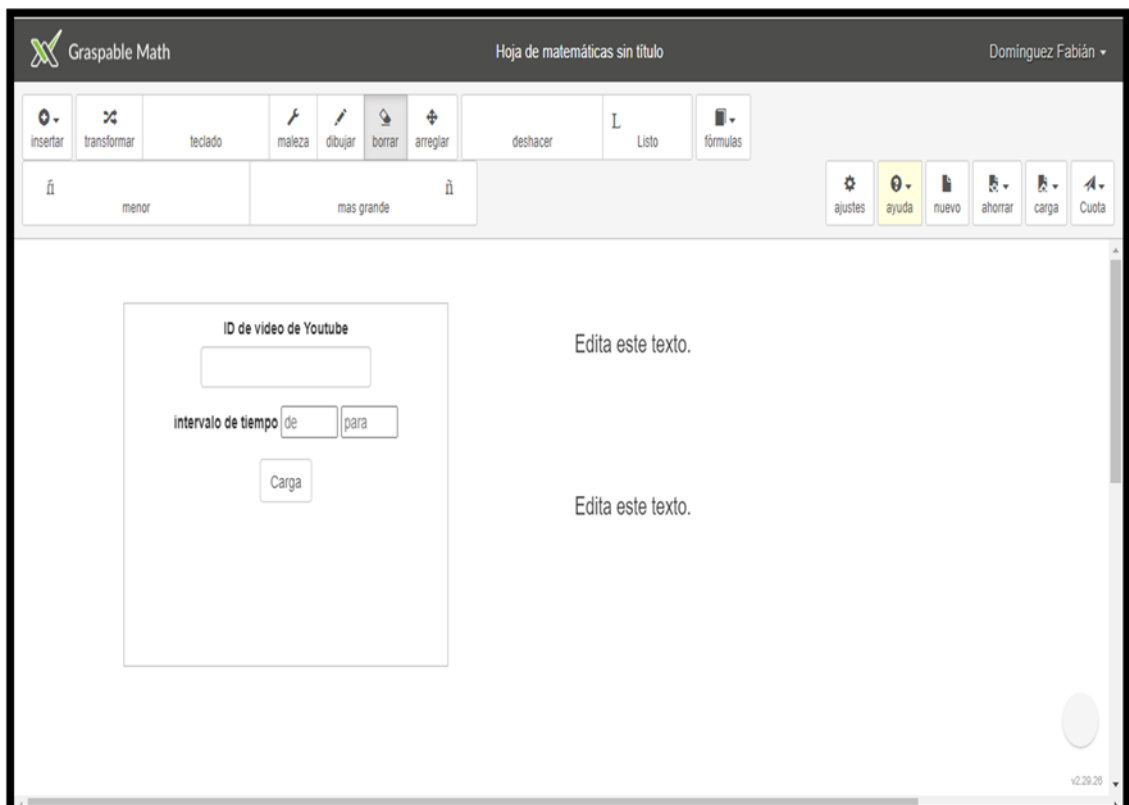 Graspable Math Hoja de matemáticas sin título Domínguez Fabián
insertar transformar teclado maleza dibujar borrar arreglar deshacer L Listo fórmulas
ñ menor mas grande ñ
ajustes ayuda nuevo ahorrar carga Cuota
ID de video de Youtube
Edita este texto.
intervalo de tiempo de para
Carga
Edita este texto.
v2.29.26